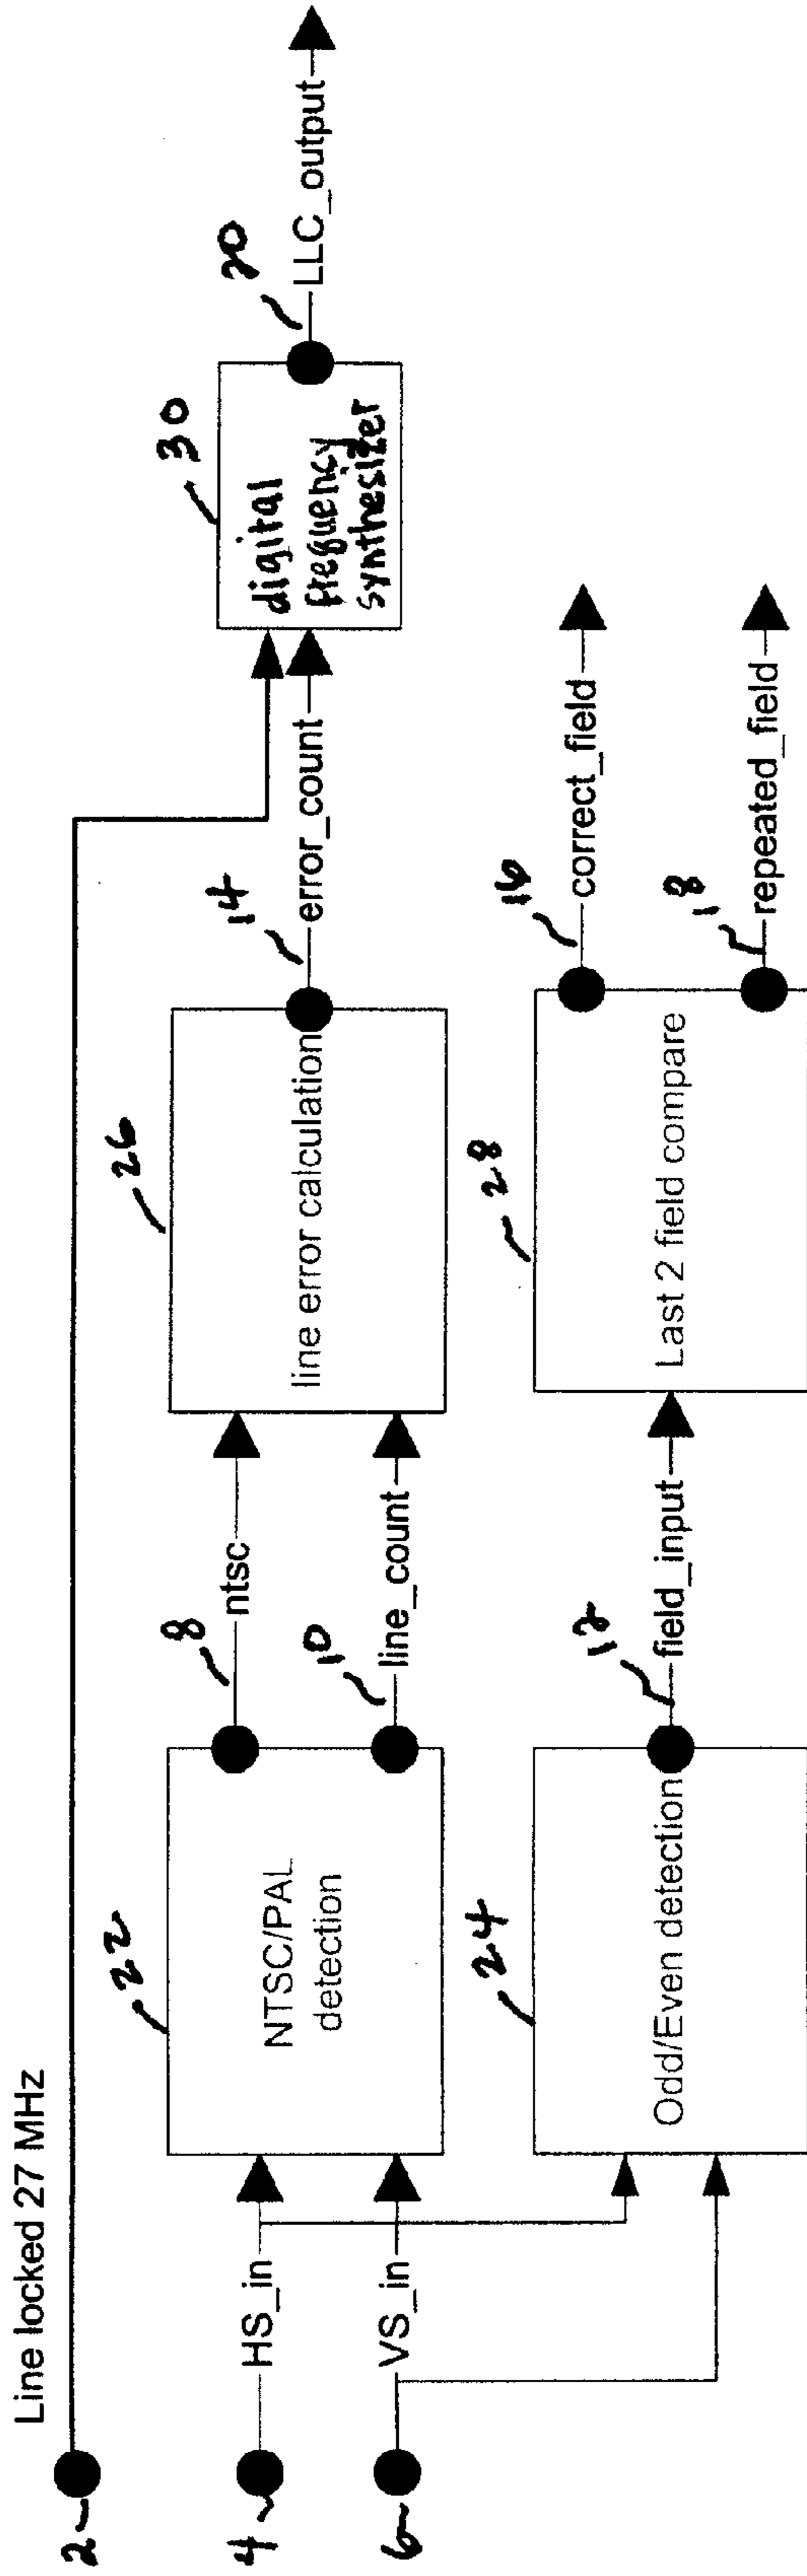 Line locked 27 MHz
2
4
HS_in
6
VS_in
22
NTSC/PAL
detection
8
ntsc
10
line_count
26
line error calculation
14
error_count
30
digital
frequency
synthesizer
20
LLC_output
24
Odd/Even detection
12
field_input
28
Last 2 field compare
16
correct_field
18
repeated_field